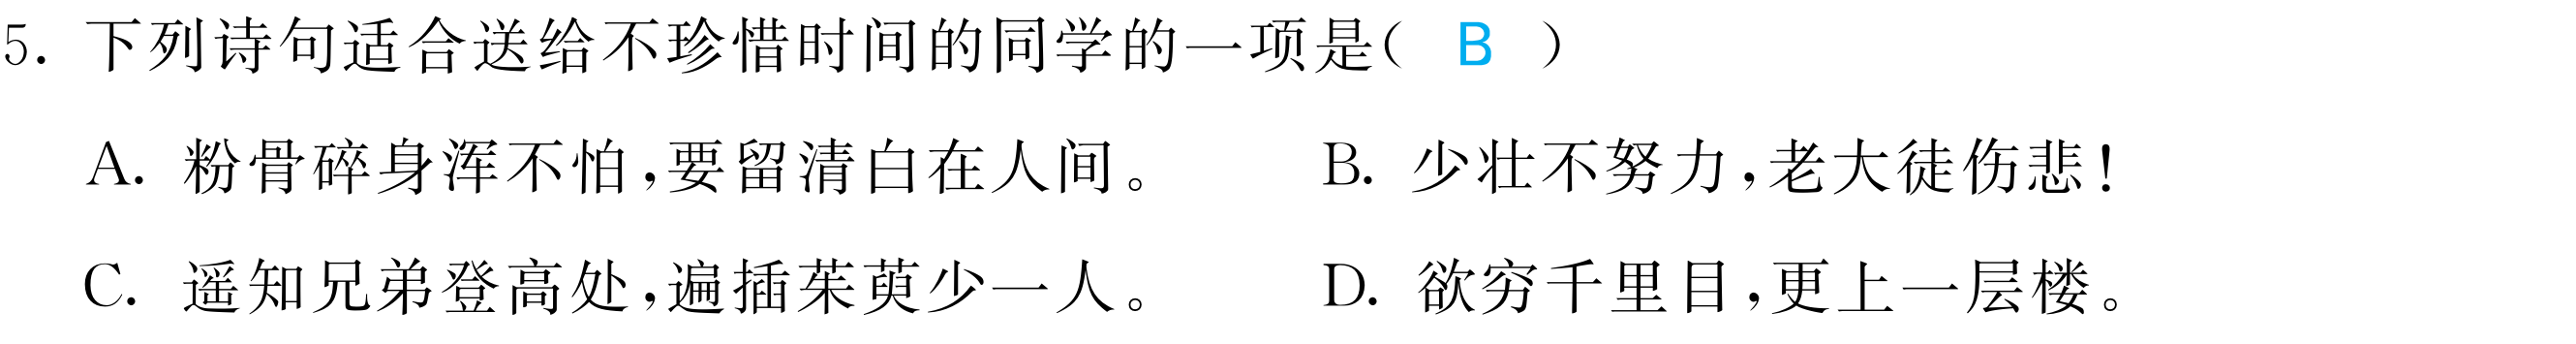 5. 下列诗句适合送给不珍惜时间的同学的一项是( B )
A. 粉骨碎身浑不怕,要留清白在人间。 B. 少壮不努力,老大徒伤悲!
C. 遥知兄弟登高处,遍插茱萸少一人。 D. 欲穷千里目,更上一层楼。